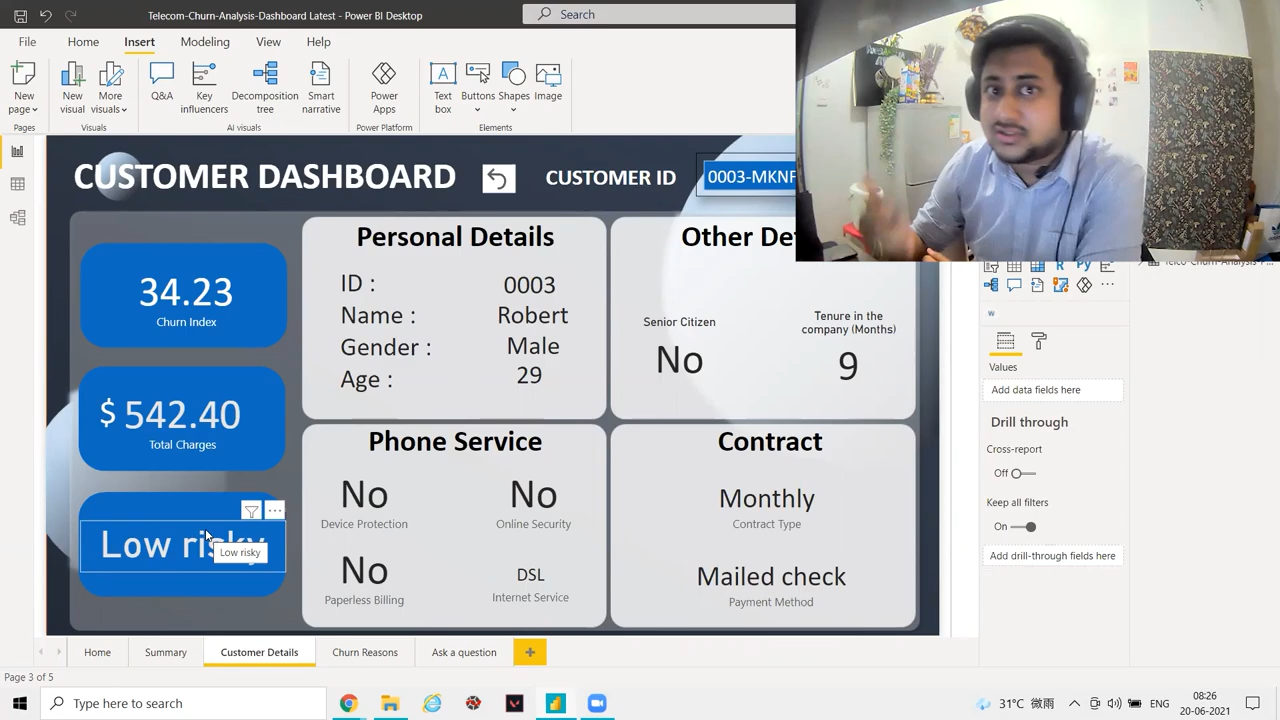 Telecom-Churn-Analysis-Dashboard Latest - Power BI Desktop
Search
File
Home
Insert
Modeling
View
Help
New page
New visual
More visuals
Q&A
Key influencers
Decomposition tree
Smart narrative
Power Apps
Text box
Buttons
Shapes
Image
Pages
Visuals
AI visuals
Power Platform
Elements
CUSTOMER DASHBOARD
CUSTOMER ID
0003-MKNF
34.23
Churn Index
$ 542.40
Total Charges
Low risky
Low risky
Personal Details
ID : 0003
Name : Robert
Gender : Male
Age : 29
Senior Citizen
No
Tenure in the
company (Months)
9
Phone Service
No
Device Protection
No
Online Security
No
Paperless Billing
DSL
Internet Service
Contract
Monthly
Contract Type
Mailed check
Payment Method
R
Py
Values
Add data fields here
Drill through
Cross-report
Off
Keep all filters
On
Add drill-through fields here
Home
Summary
Customer Details
Churn Reasons
Ask a question
Page 3 of 5
Type here to search
31°C 微雨
ENG
08:26
20-06-2021